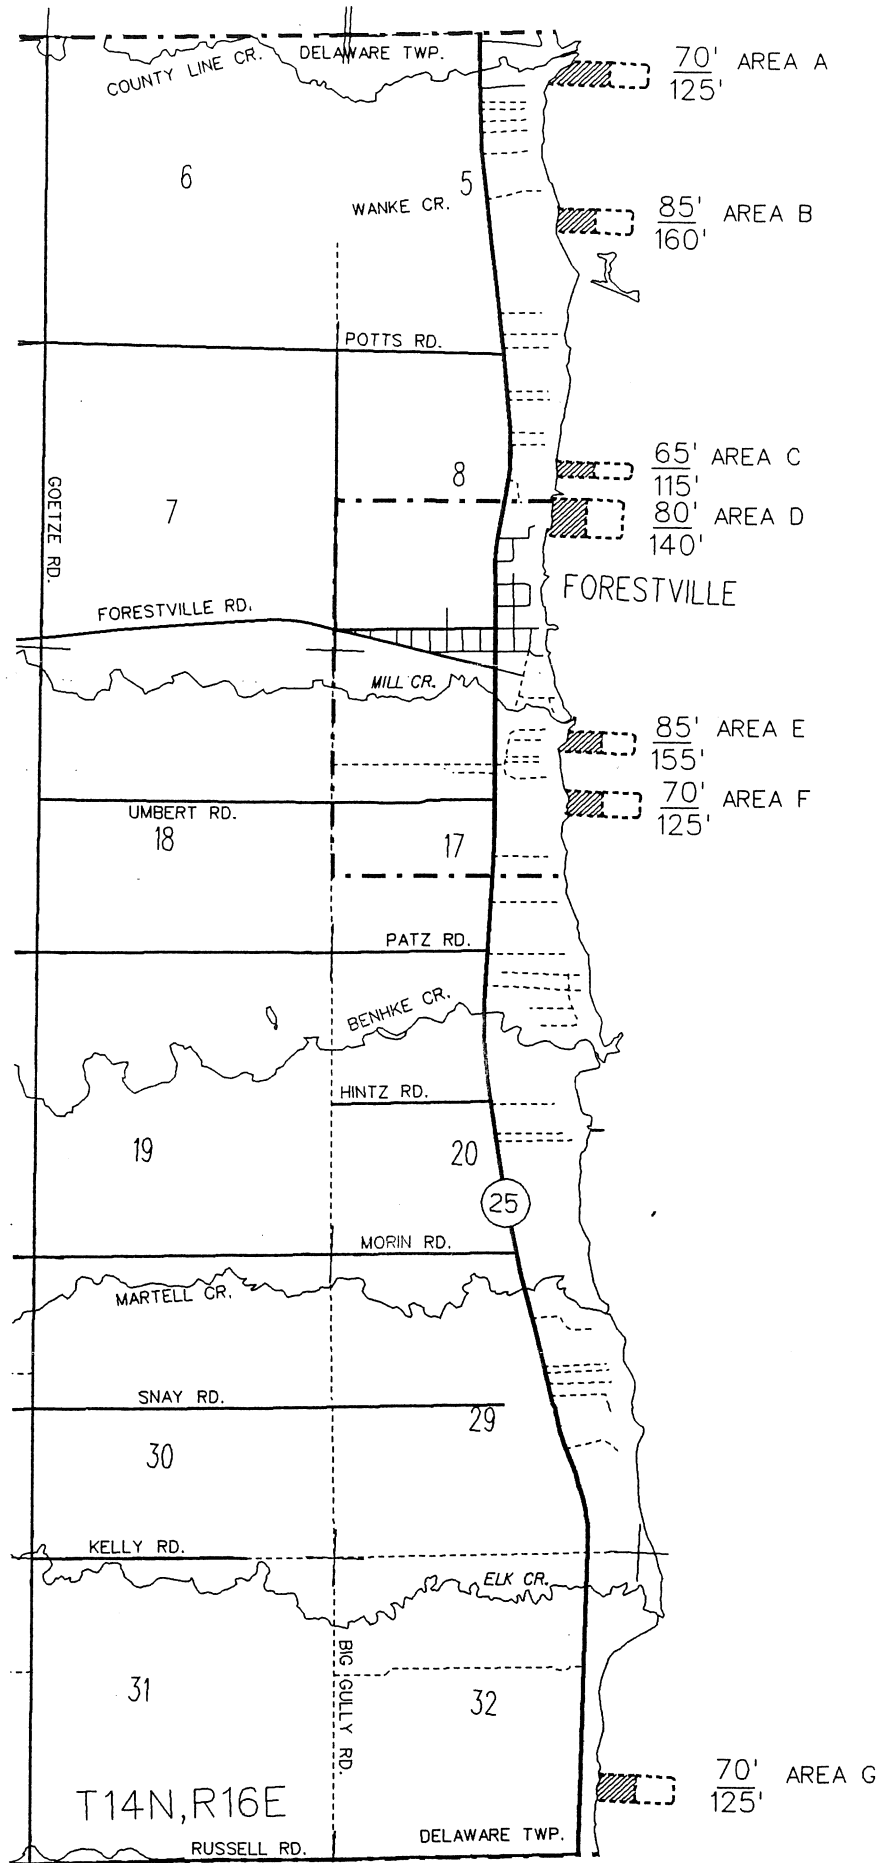 DELAWARE TWP.
COUNTY LINE CR.
70' AREA A
125'
6
5
WANKE CR.
85' AREA B
160'
POTTS RD.
65' AREA C
115'
8
7
GOETZE RD.
80' AREA D
140'
FORESTVILLE
FORESTVILLE RD.
MILL CR.
85' AREA E
155'
70' AREA F
125'
UMBERT RD.
18
17
PATZ RD.
BENHKE CR.
HINTZ RD.
19
20
25
MORIN RD.
MARTELL CR.
SNAY RD.
29
30
KELLY RD.
ELK CR.
BIG GULLY RD.
31
32
70' AREA G
125'
T14N,R16E
DELAWARE TWP.
RUSSELL RD.